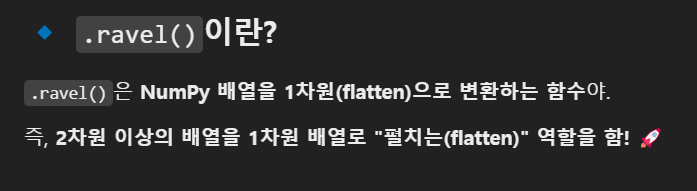 .ravel()이란?
.ravel()은 NumPy 배열을 1차원(flatten)으로 변환하는 함수야.
즉, 2차원 이상의 배열을 1차원 배열로 "펼치는(flatten)" 역할을 함! 🚀